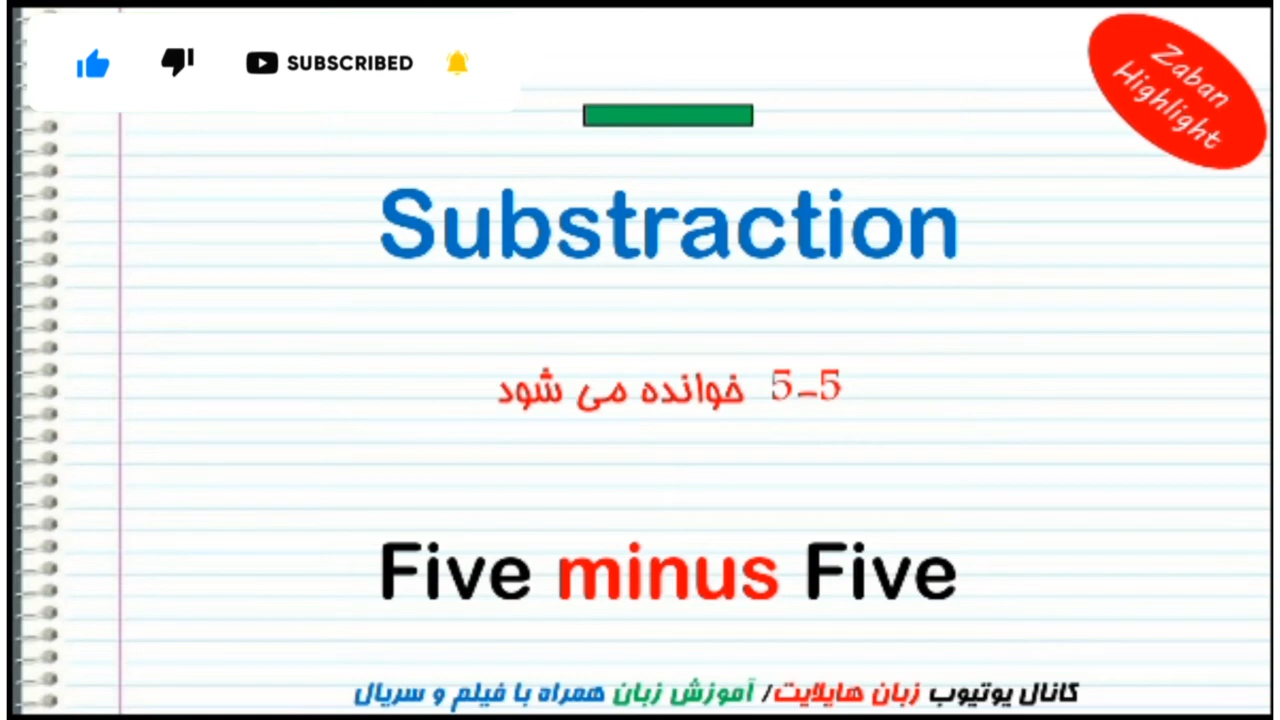 SUBSCRIBED
Zaban
Highlight
Substraction
5-5 خوانده می شود
Five minus Five
کانال یوتیوب زبان هایلایت/ آموزش زبان همراه با فیلم و سریال